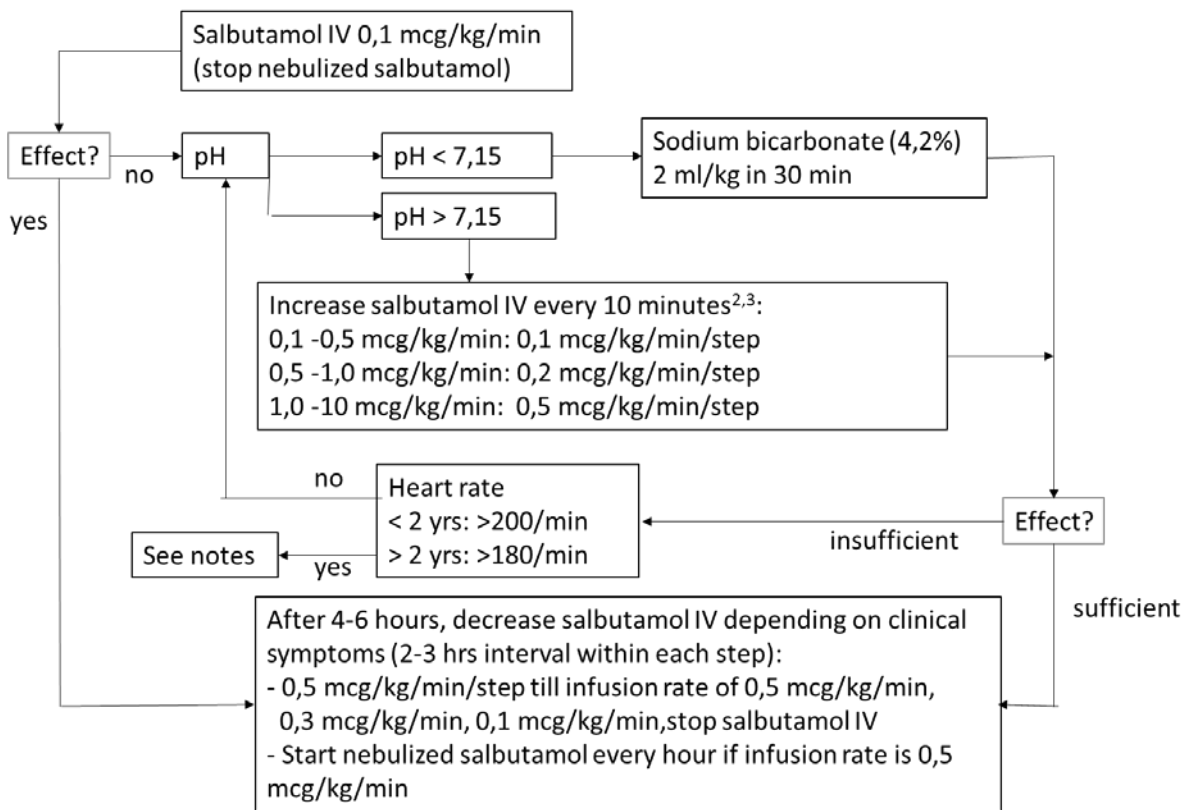 Salbutamol IV 0,1 mcg/kg/min
(stop nebulized salbutamol)
Effect?
no
yes
pH
pH < 7,15
pH > 7,15
Sodium bicarbonate (4,2%)
2 ml/kg in 30 min
Increase salbutamol IV every 10 minutes2,3:
0,1 -0,5 mcg/kg/min: 0,1 mcg/kg/min/step
0,5 -1,0 mcg/kg/min: 0,2 mcg/kg/min/step
1,0 -10 mcg/kg/min: 0,5 mcg/kg/min/step
Effect?
insufficient
sufficient
Heart rate
< 2 yrs: >200/min
> 2 yrs: >180/min
no
yes
See notes
After 4-6 hours, decrease salbutamol IV depending on clinical
symptoms (2-3 hrs interval within each step):
- 0,5 mcg/kg/min/step till infusion rate of 0,5 mcg/kg/min,
0,3 mcg/kg/min, 0,1 mcg/kg/min,stop salbutamol IV
- Start nebulized salbutamol every hour if infusion rate is 0,5
mcg/kg/min